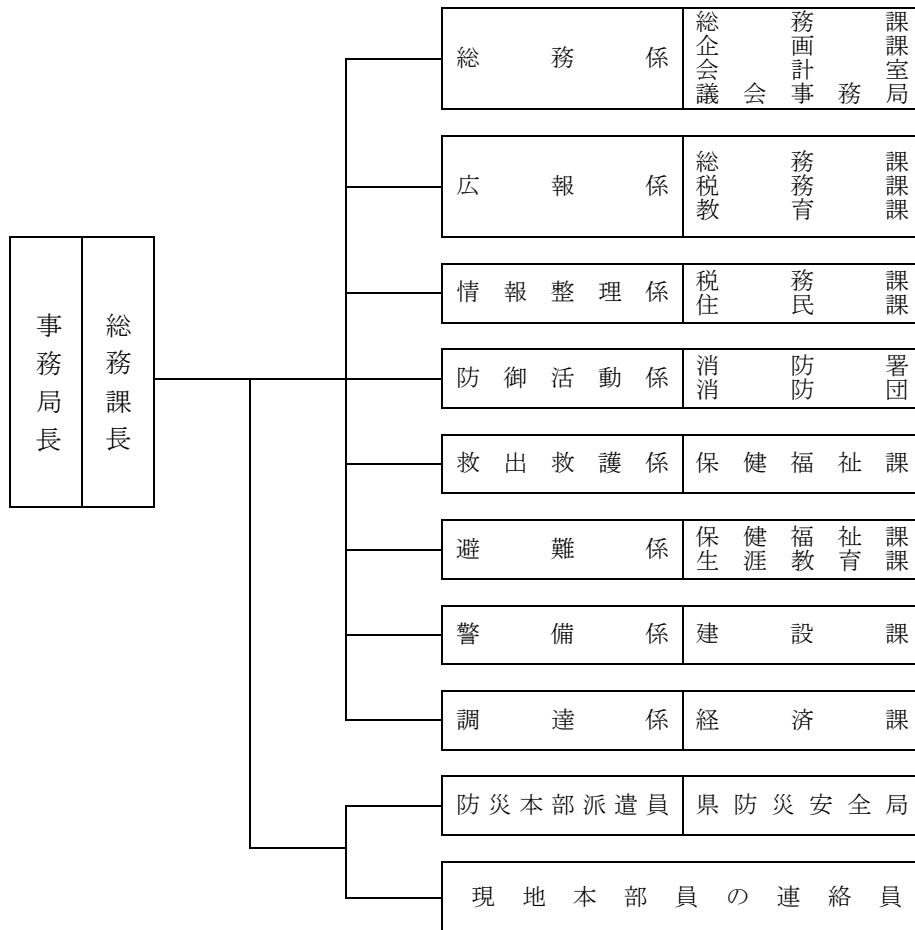 事務局長
総務課長
総務係
総務課
企画課
会計室
議会事務局
広報係
総務課
税務課
教育課
情報整理係
税務課
住民課
防御活動係
消防署
消防団
救出救護係
保健福祉課
避難係
保健福祉課
生涯教育課
警備係
建設課
調達係
経済課
防災本部派遣員
県防災安全局
現地本部員の連絡員